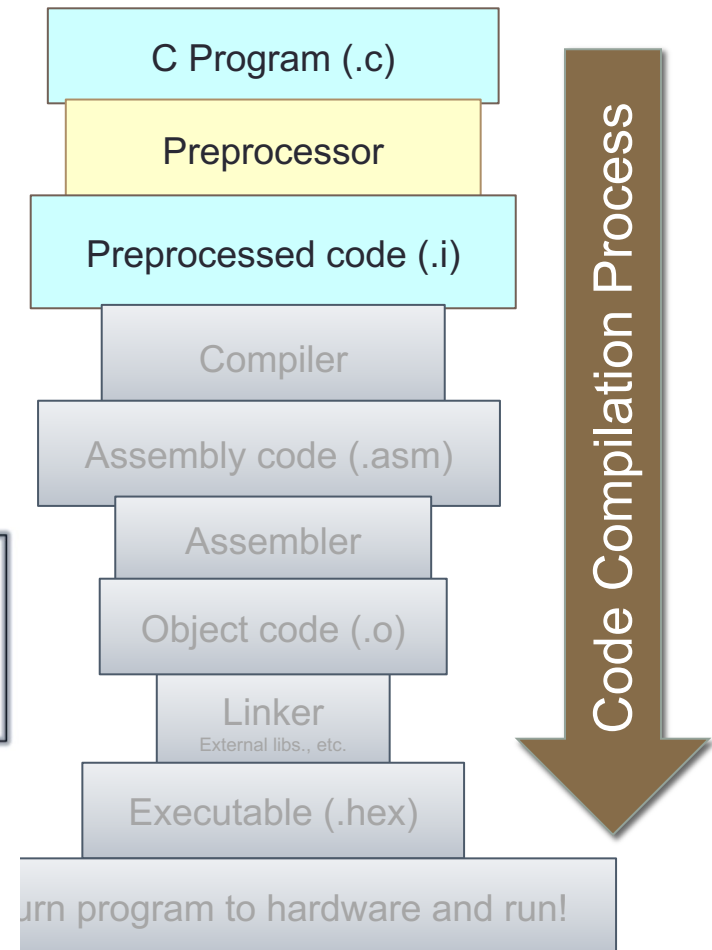 C Program (.c)
Preprocessor
Preprocessed code (.i)
Compiler
Assembly code (.asm)
Assembler
Object code (.o)
Linker
External libs., etc.
Executable (.hex)
program to hardware and run!
Code Compilation Process